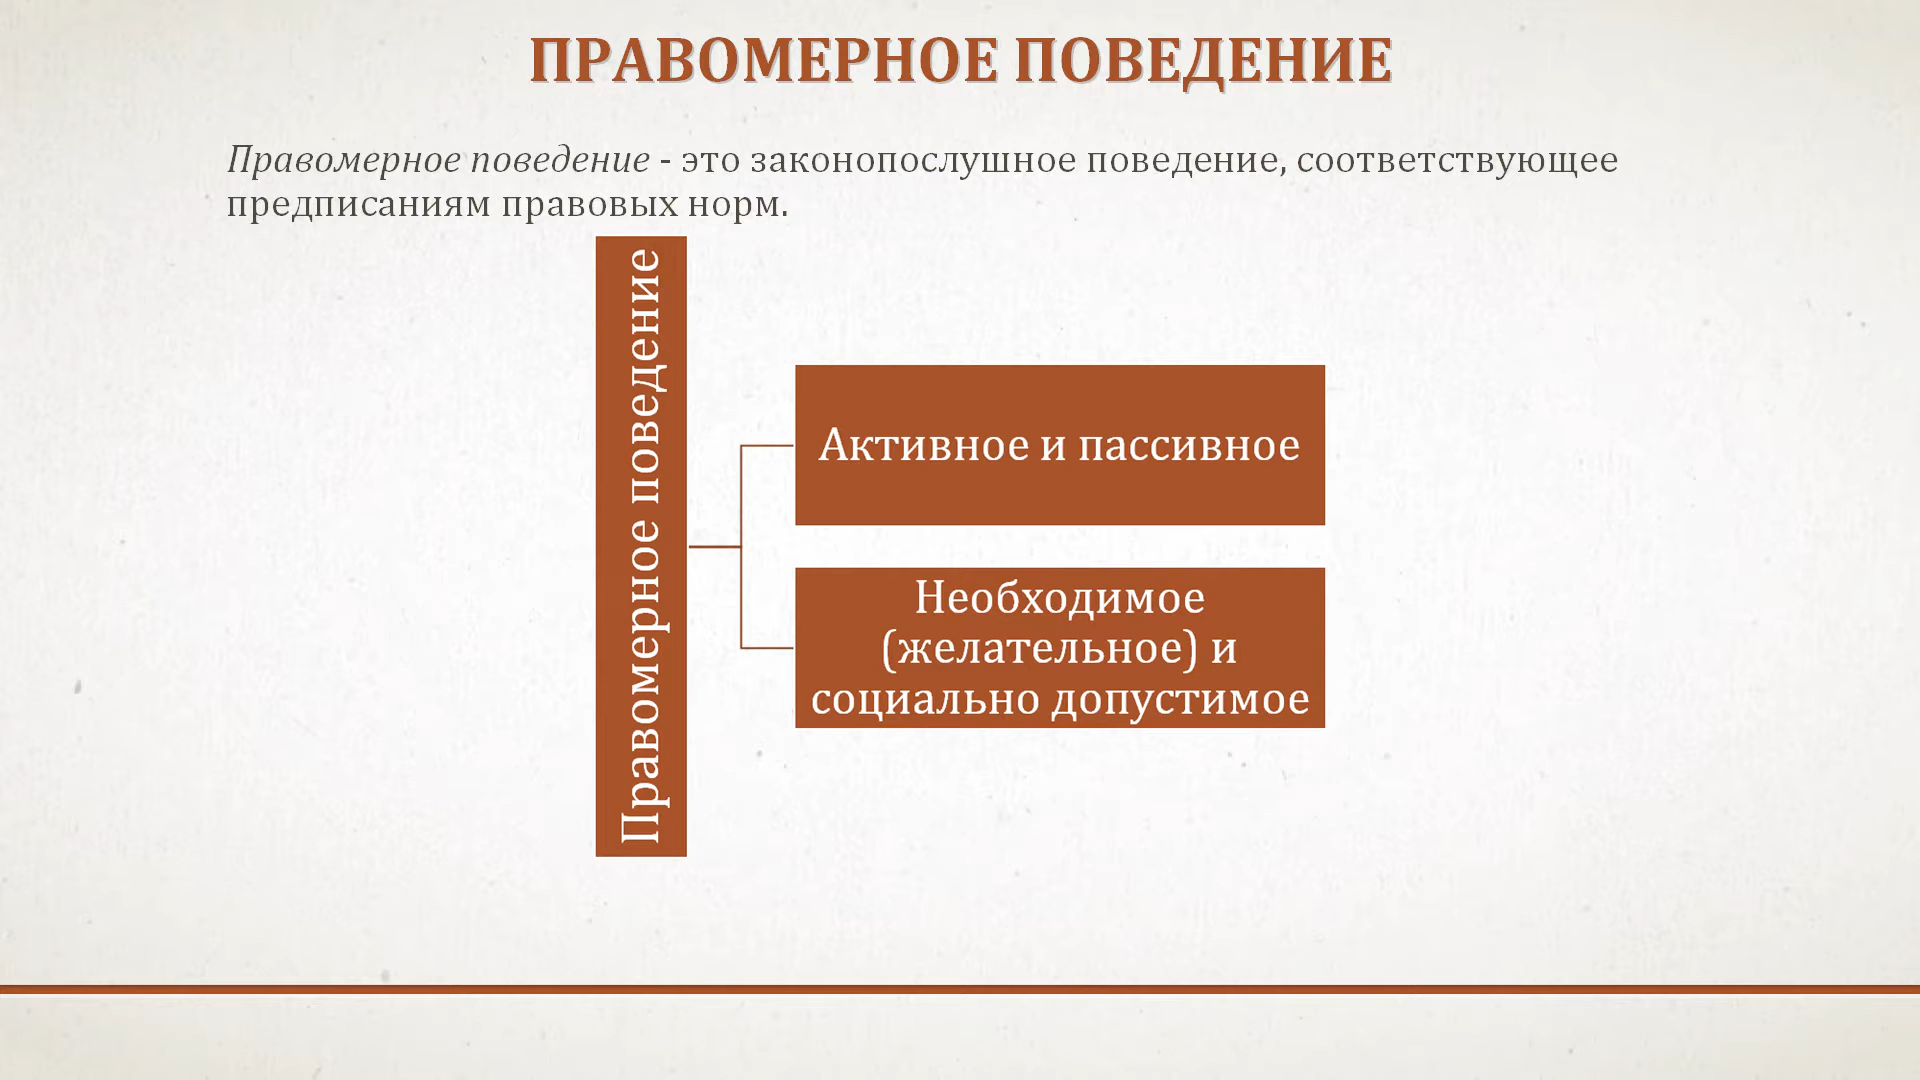 ПРАВОМЕРНОЕ ПОВЕДЕНИЕ
Правомерное поведение - это законопослушное поведение, соответствующее
предписаниям правовых норм.
Правомерное поведение
Активное и пассивное
Необходимое
(желательное) и
социально допустимое